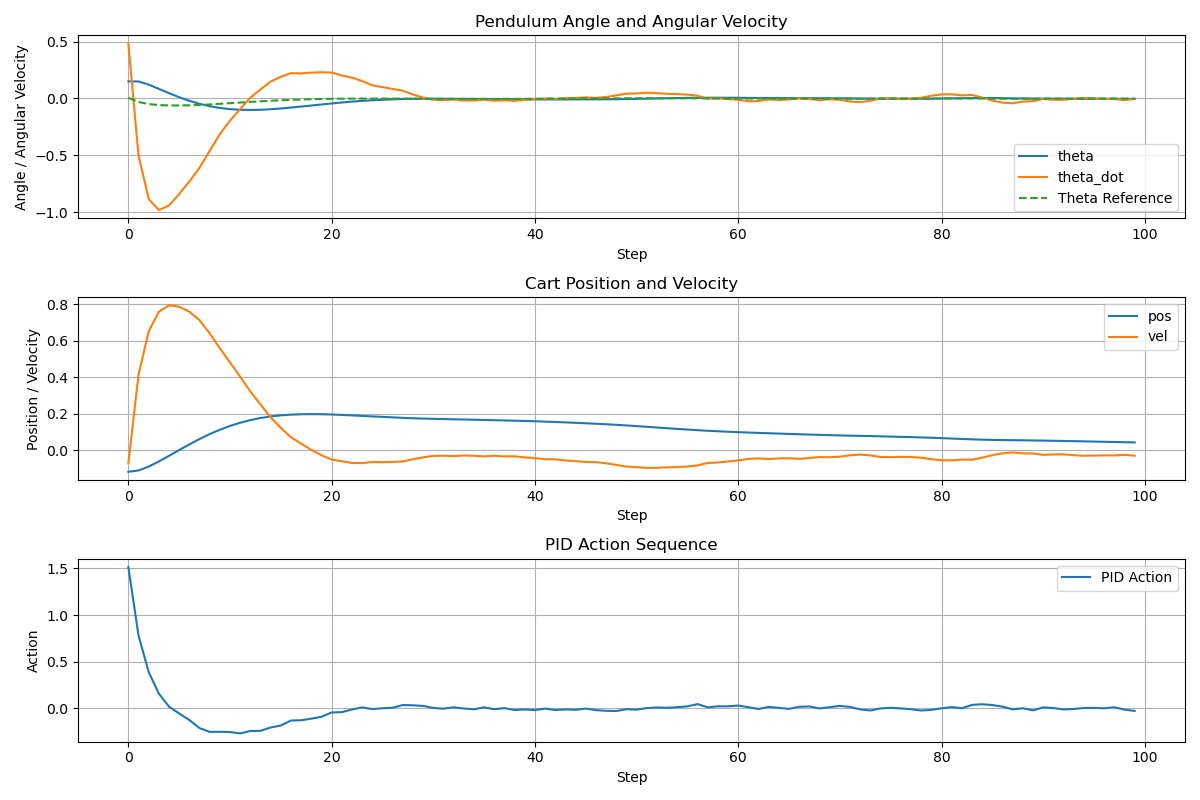 Pendulum Angle and Angular Velocity
Angle / Angular Velocity
0.5
0.0
−0.5
−1.0
theta
theta_dot
Theta Reference
0 20 40 60 80 100
Step
Cart Position and Velocity
Position / Velocity
0.8
0.6
0.4
0.2
0.0
pos
vel
0 20 40 60 80 100
Step
PID Action Sequence
Action
1.5
1.0
0.5
0.0
PID Action
0 20 40 60 80 100
Step